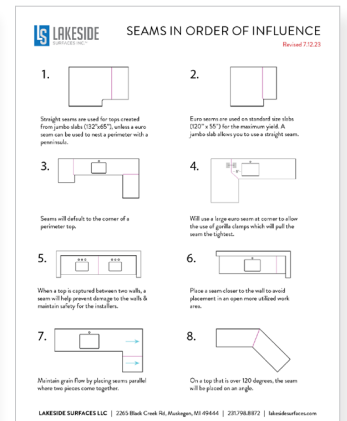 LAKESIDE
SURFACES INC.
SEAMS IN ORDER OF INFLUENCE
Revised 7.12.23
1.
Straight seams are used for tops created
from jumbo slabs (132"x65"), unless a euro
seam can be used to nest a perimeter with a
penninsula.
2.
Euro seams are used on standard size slabs
(120" x 55") for the maximum yield. A
jumbo slab allows you to use a straight seam.
3.
Seams will default to the corner of a
perimeter top.
4.
Will use a large euro seam at corner to allow
the use of gorilla clamps which will pull the
seam the tightest.
5.
When a top is captured between two walls, a
seam will help prevent damage to the walls &
maintain safety for the installers.
6.
Place a seam closer to the wall to avoid
placement in an open more utilized work
area.
7.
Maintain grain flow by placing seams parallel
where two pieces come together.
8.
On a top that is over 120 degrees, the seam
will be placed on an angle.
LAKESIDE SURFACES LLC | 2265 Black Creek Rd, Muskegon, MI 49444 | 231.798.8872 | lakesidesurfaces.com